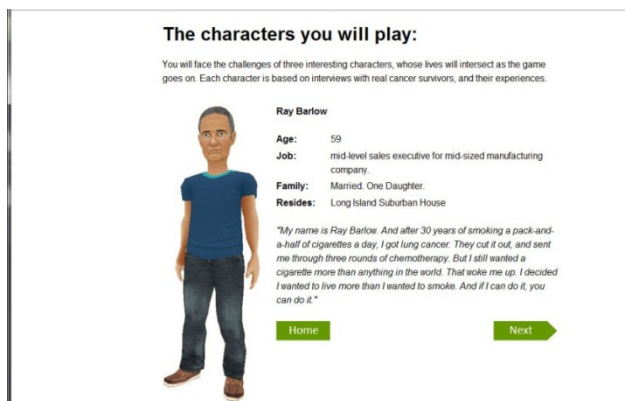 The characters you will play:
You will face the challenges of three interesting characters, whose lives will intersect as the game
goes on. Each character is based on interviews with real cancer survivors, and their experiences.
Ray Barlow
Age: 59
Job: mid-level sales executive for mid-sized manufacturing
company.
Family: Married. One Daughter.
Resides: Long Island Suburban House
"My name is Ray Barlow. And after 30 years of smoking a pack-and-
a-half of cigarettes a day, I got lung cancer. They cut it out, and sent
me through three rounds of chemotherapy. But I still wanted a
cigarette more than anything in the world. That woke me up. I decided
I wanted to live more than I wanted to smoke. And if I can do it, you
can do it."
Home
Next